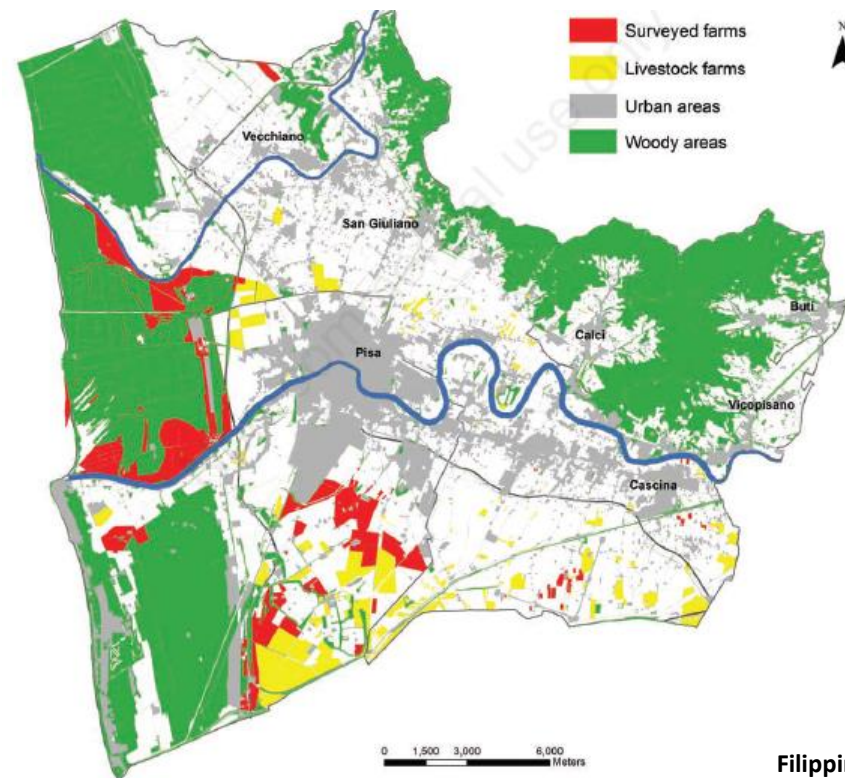 Surveyed farms
Livestock farms
Urban areas
Woody areas
N
Vecchiano
San Giuliano
Buti
Calci
Pisa
Vicopisano
Cascina
0 1,500 3,000 6,000
Meters
Filippi